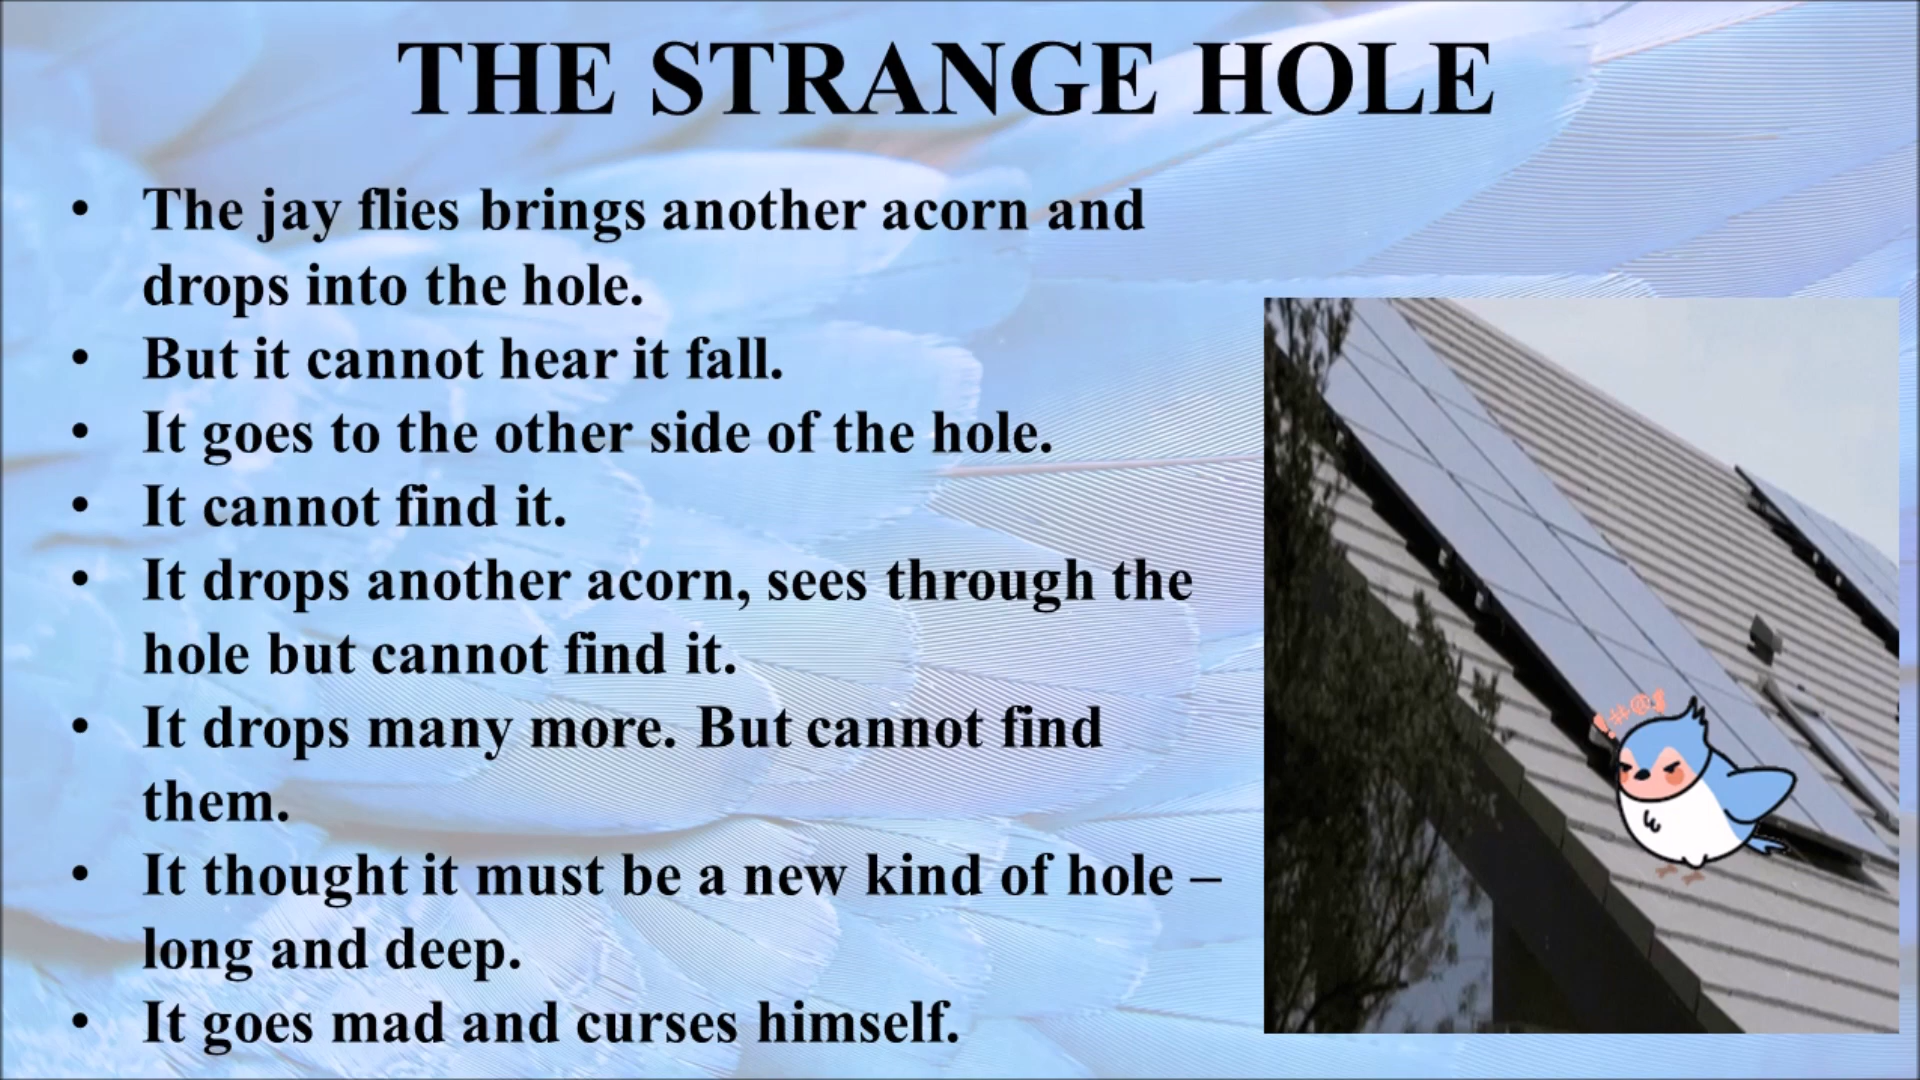 THE STRANGE HOLE
• The jay flies brings another acorn and
drops into the hole.
• But it cannot hear it fall.
• It goes to the other side of the hole.
• It cannot find it.
• It drops another acorn, sees through the
hole but cannot find it.
• It drops many more. But cannot find
them.
• It thought it must be a new kind of hole –
long and deep.
• It goes mad and curses himself.
!#@!